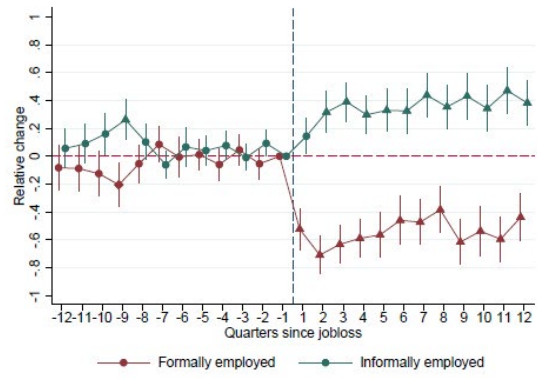 Relative change
1
.8
.6
.4
.2
0
-.2
-.4
-.6
-.8
-1
-12 -11 -10 -9 -8 -7 -6 -5 -4 -3 -2 -1 1 2 3 4 5 6 7 8 9 10 11 12
Quarters since jobloss
Formally employed Informally employed